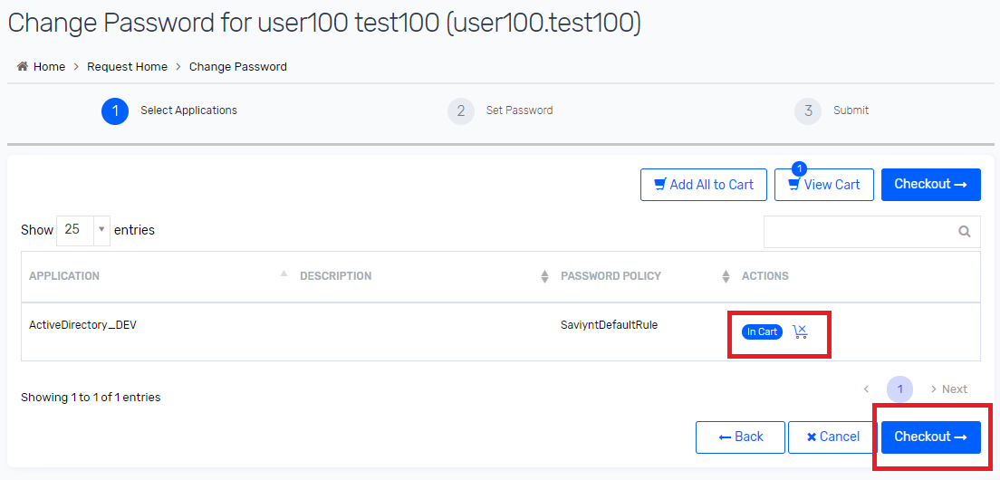 Change Password for user100 test100 (user100.test100)
Home > Request Home > Change Password
1 Select Applications 2 Set Password 3 Submit
1
Add All to Cart View Cart Checkout
Show 25 entries
APPLICATION DESCRIPTION PASSWORD POLICY ACTIONS
ActiveDirectory_DEV SaviyntDefaultRule In Cart
< 1 > Next
Showing 1 to 1 of 1 entries
Back Cancel Checkout